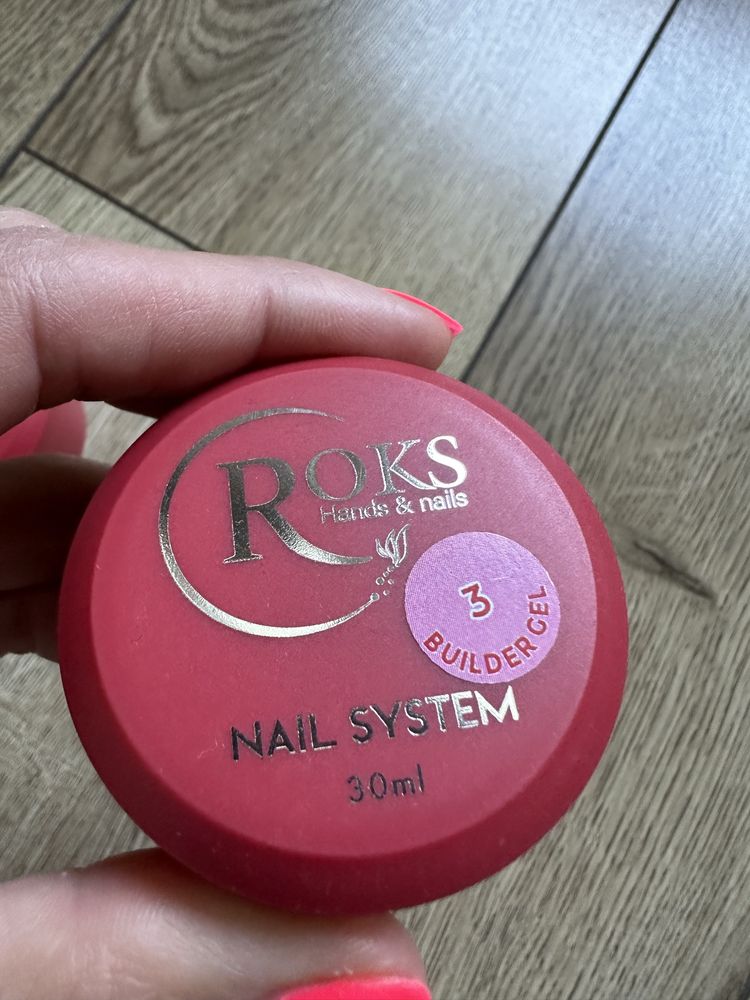 ROKS
Hands & nails
3
BUILDER GEL
NAIL SYSTEM
30ml